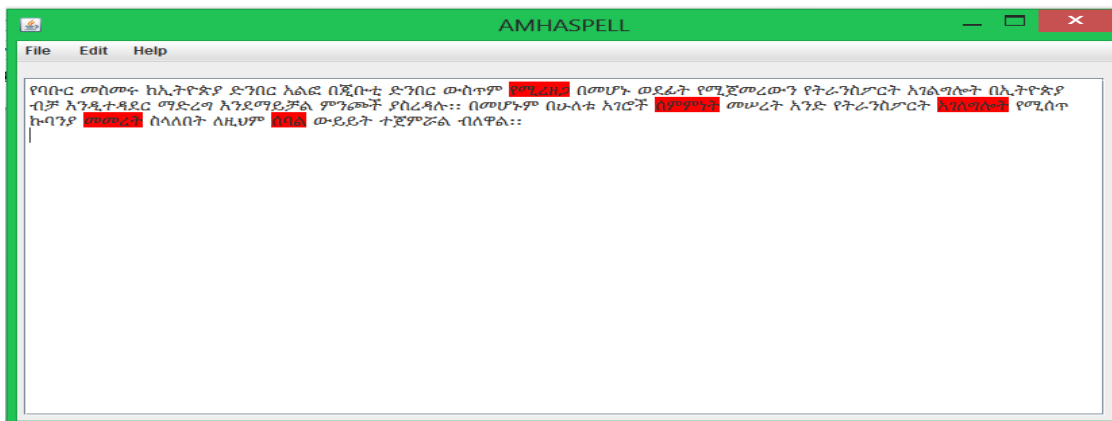 AMHASPELL
File Edit Help
የባቡር መስመሩ ከኢትዮጵያ ድንበር አልፎ በጂቡቲ ድንበር ውስጥም የሚረዘጋ በመሆኑ ወደፊት የሚጀመረውን የትራንስፖርት አገልግሎት በኢትዮጵያ
ብቻ እንዲተዳደር ማድረግ እንደማይቻል ምንጮች ያስረዳሉ፡፡ በመሆኑም በሁለቱ አገሮች ስምምነት መሠረት አንድ የትራንስፖርት አገለግሎት የሚሰጥ
ኩባንያ መመረት ስላለበት ለዚህም ሰባል ውይይት ተጀምሯል ብለዋል፡፡